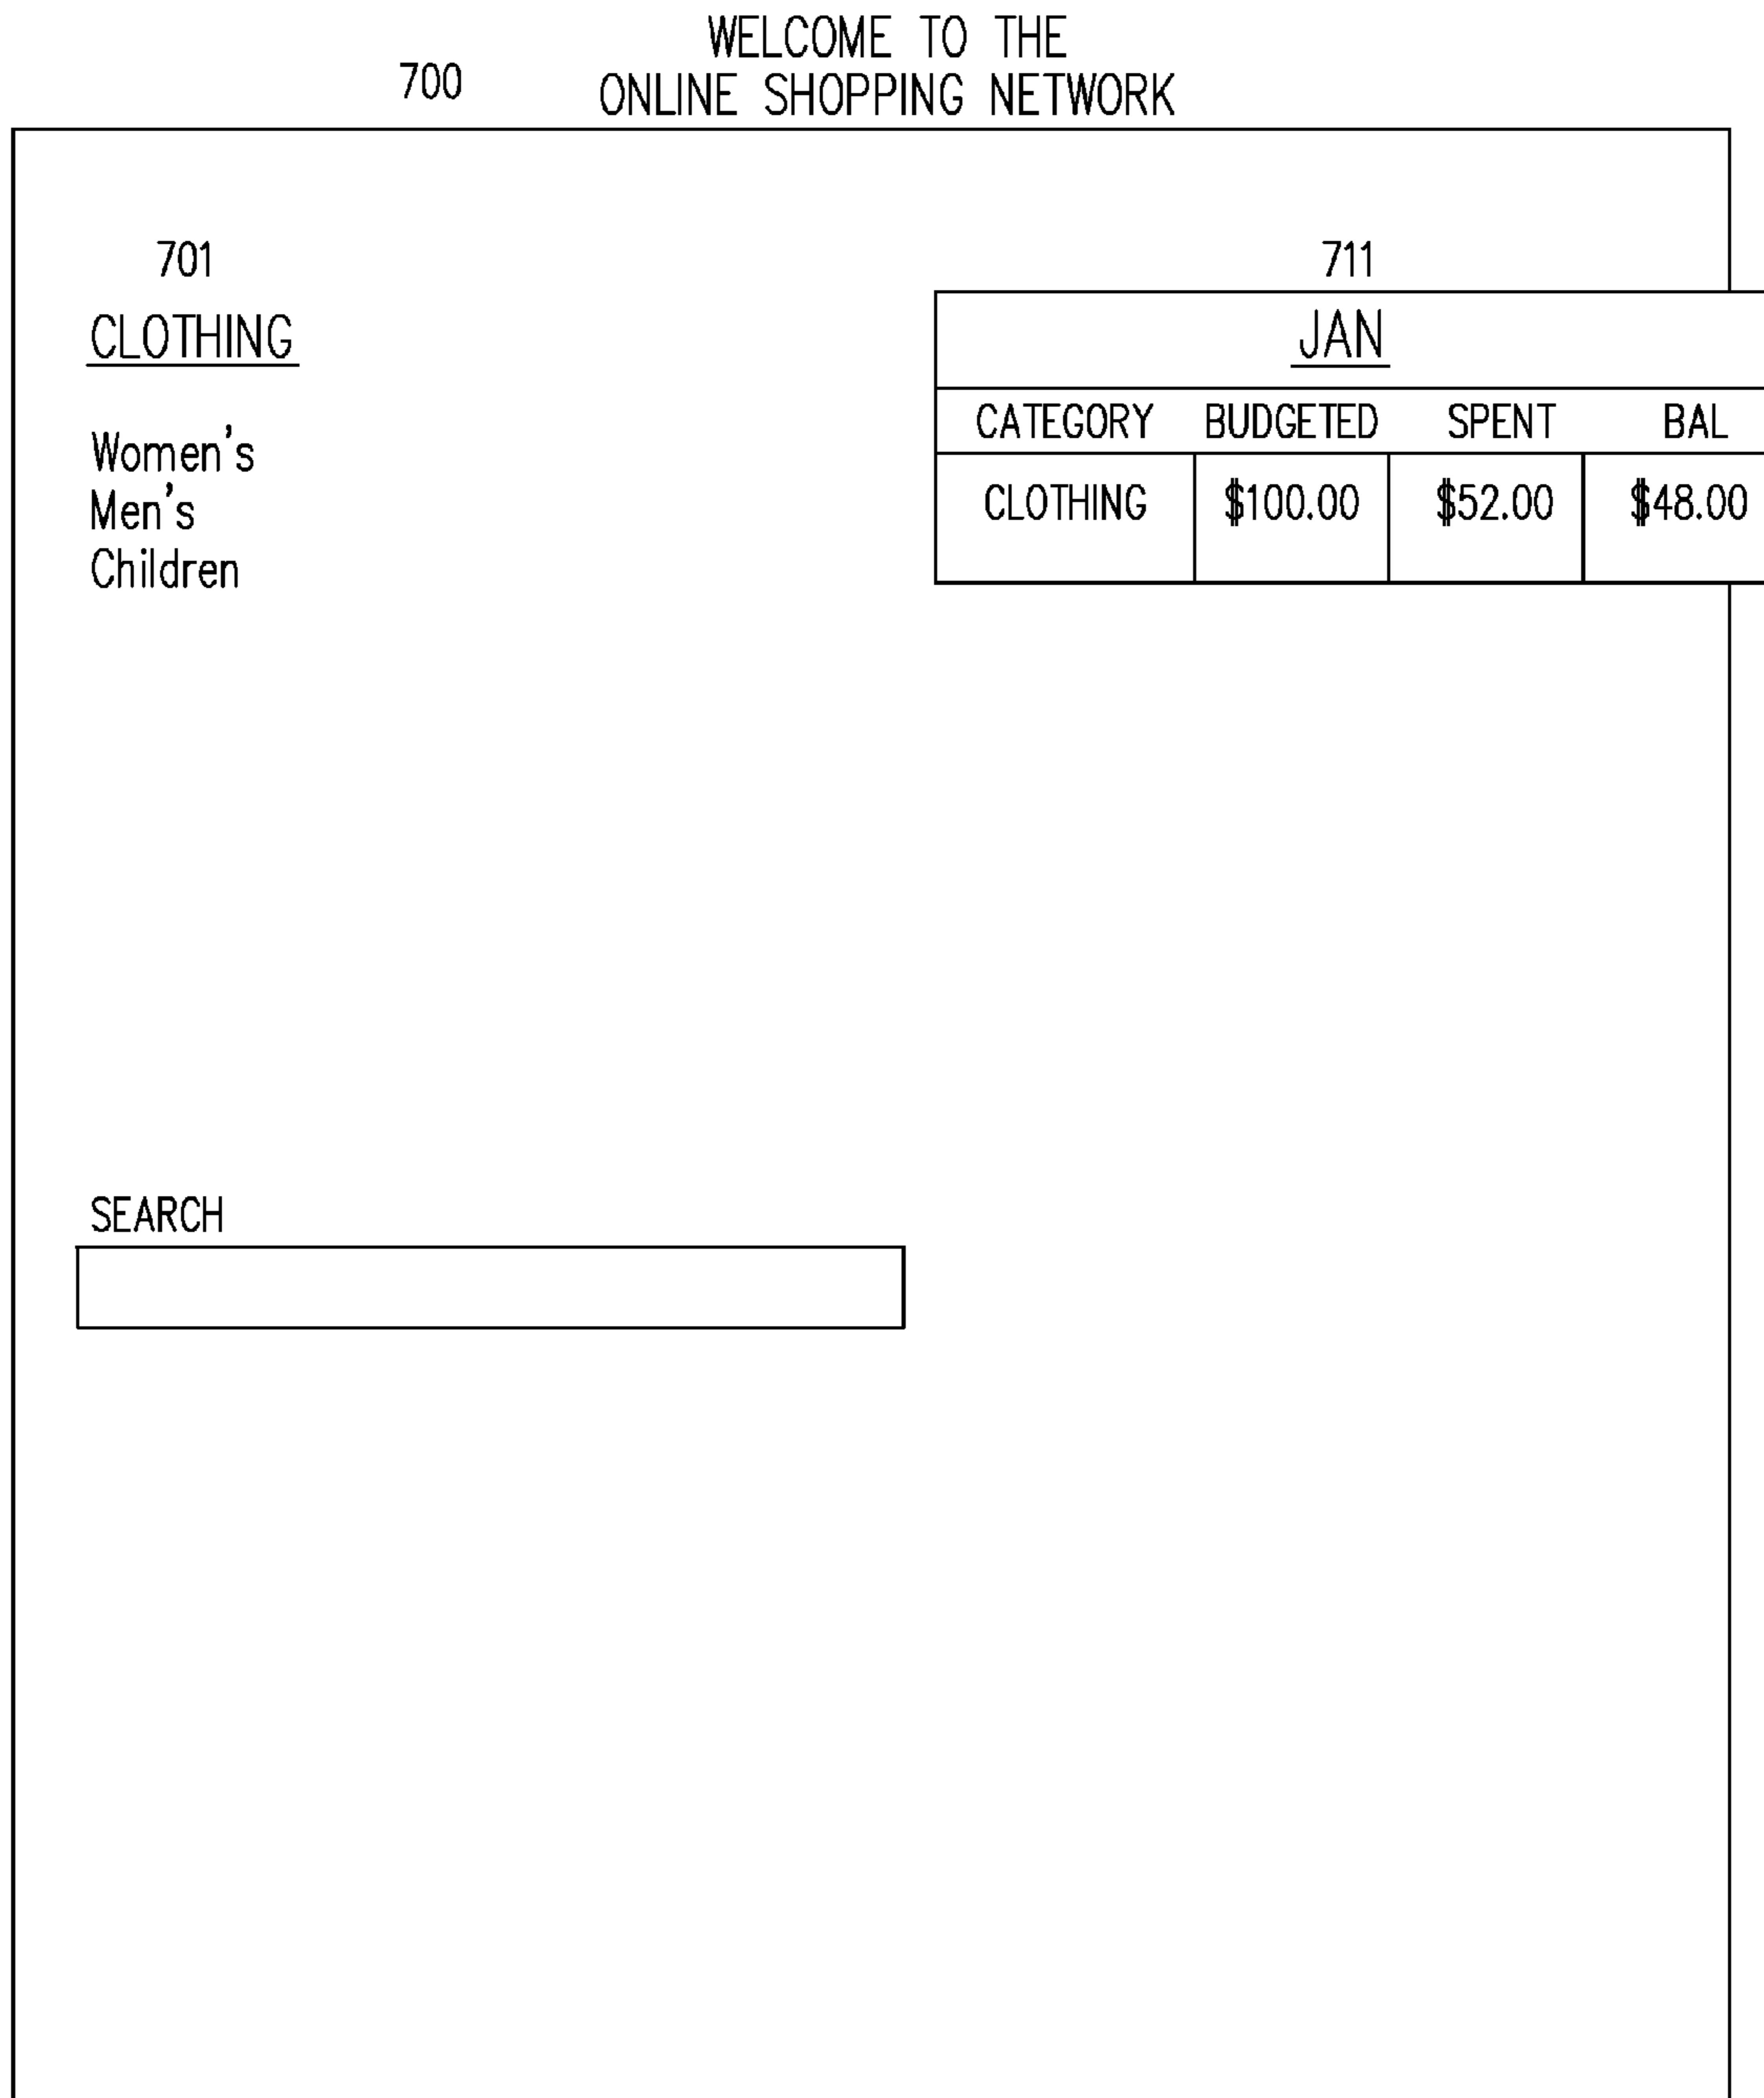 WELCOME TO THE
700 ONLINE SHOPPING NETWORK
701
CLOTHING
Women's
Men's
Children
711
JAN
CATEGORY BUDGETED SPENT BAL
CLOTHING $100.00 $52.00 $48.00
SEARCH